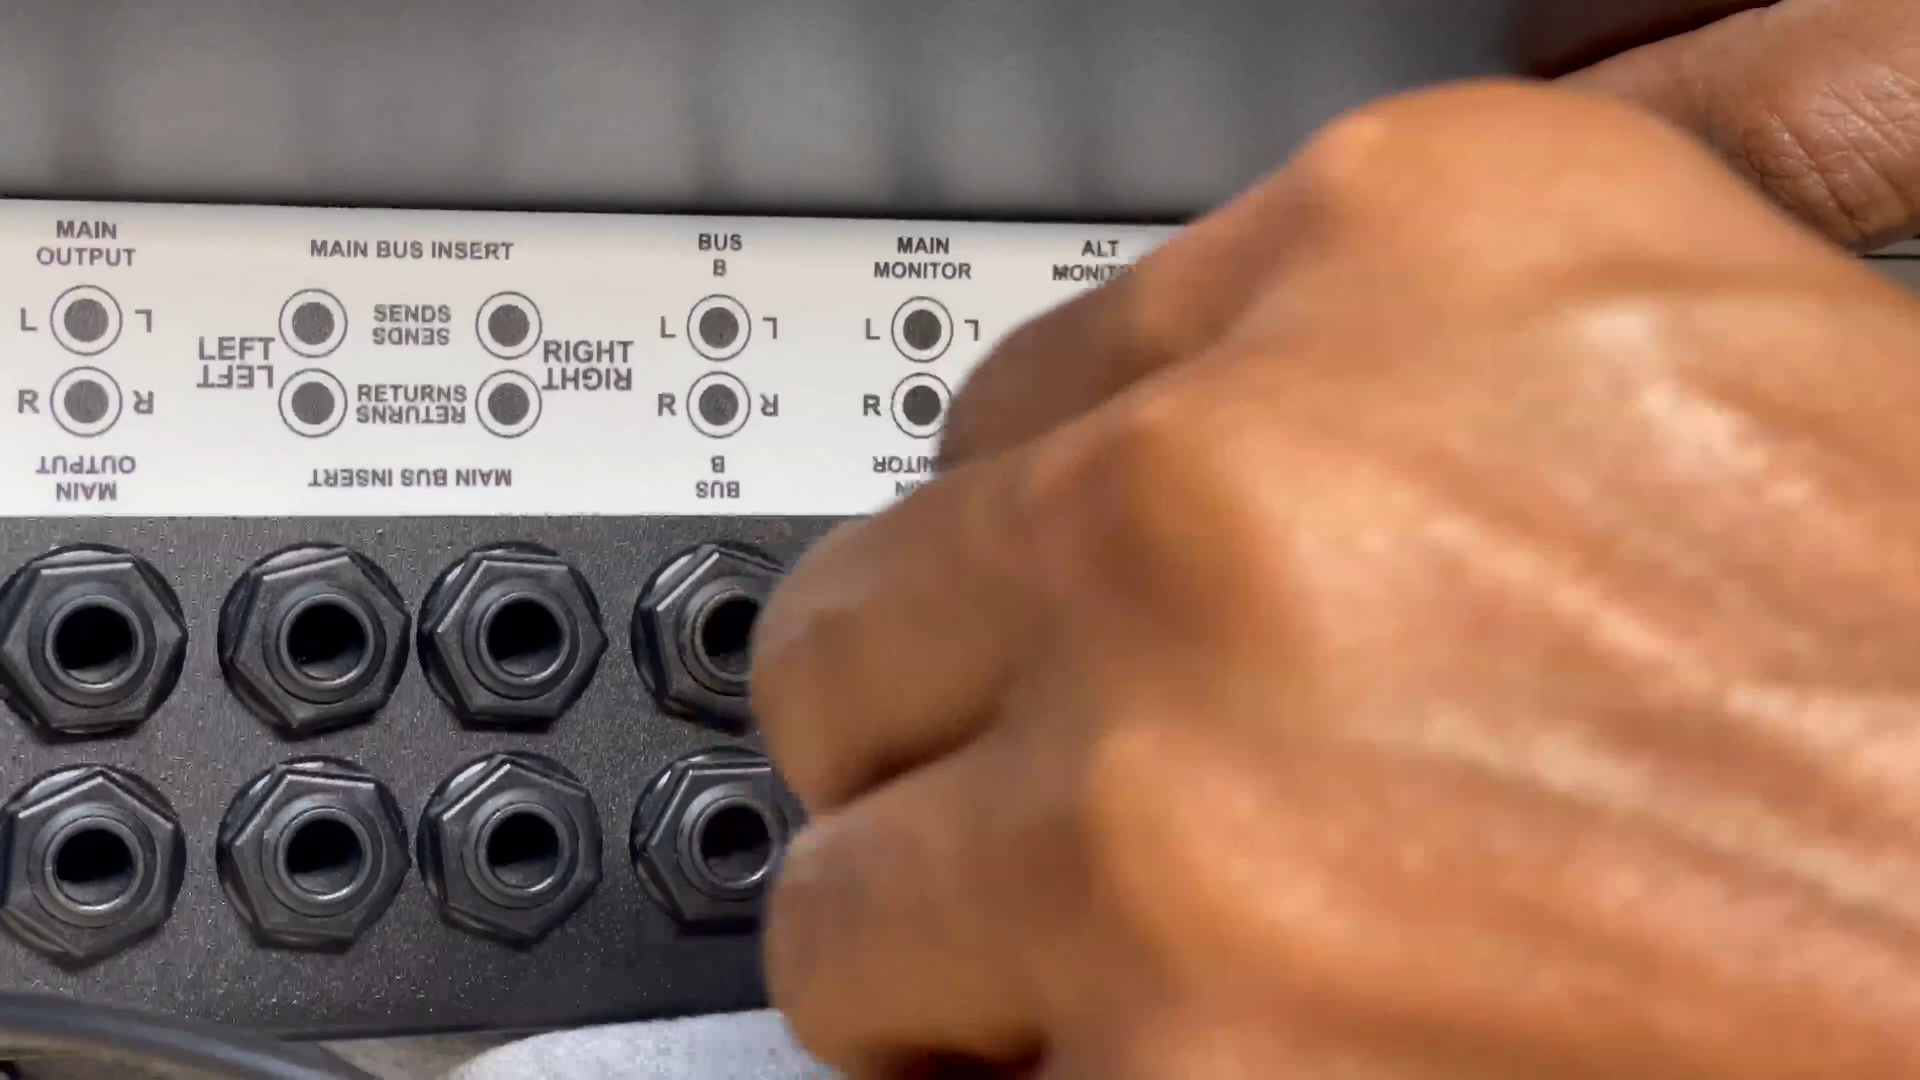 MAIN
OUTPUT
L L
R R
OUTPUT
MAIN
MAIN BUS INSERT
LEFT
LEFT
SENDS
SENDS
RETURNS
RETURNS
RIGHT
RIGHT
MAIN BUS INSERT
BUS
B
L L
R R
B
BUS
MAIN
MONITOR
L L
R
ALT